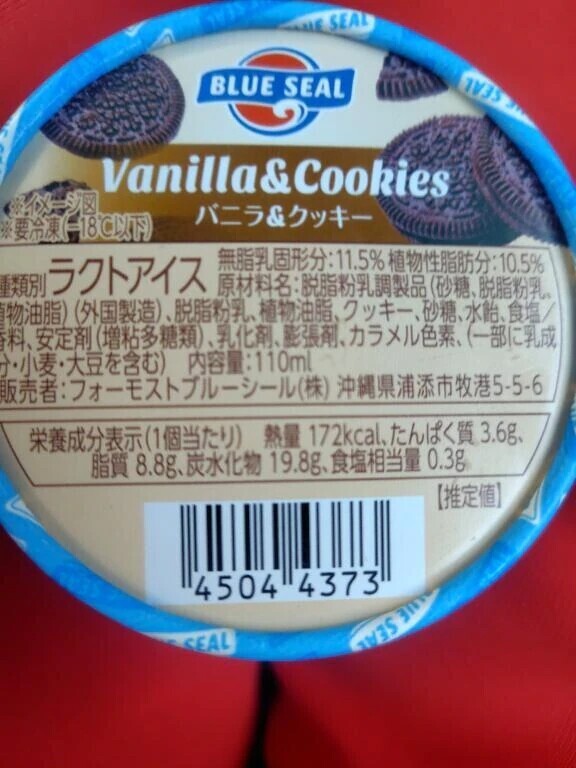 BLUE SEAL
BLUE SEAL
Vanilla&Cookies
バニラ&クッキー
※イメージ図
※要冷凍(−18℃以下)
無脂乳固形分:11.5% 植物性脂肪分:10.5%
種類別 ラクトアイス 原材料名:脱脂粉乳調製品(砂糖、脱脂粉乳、
植物油脂)(外国製造)、脱脂粉乳、植物油脂、クッキー、砂糖、水飴、食塩/
香料、安定剤(増粘多糖類)、乳化剤、膨張剤、カラメル色素、(一部に乳成
分・小麦・大豆を含む) 内容量:110ml
販売者:フォーモストブルーシール(株) 沖縄県浦添市牧港5-5-6
栄養成分表示(1個当たり) 熱量 172kcal、たんぱく質 3.6g、
脂質 8.8g、炭水化物 19.8g、食塩相当量 0.3g
【推定値】
4504 4373
SEAL
BLUE SEAL